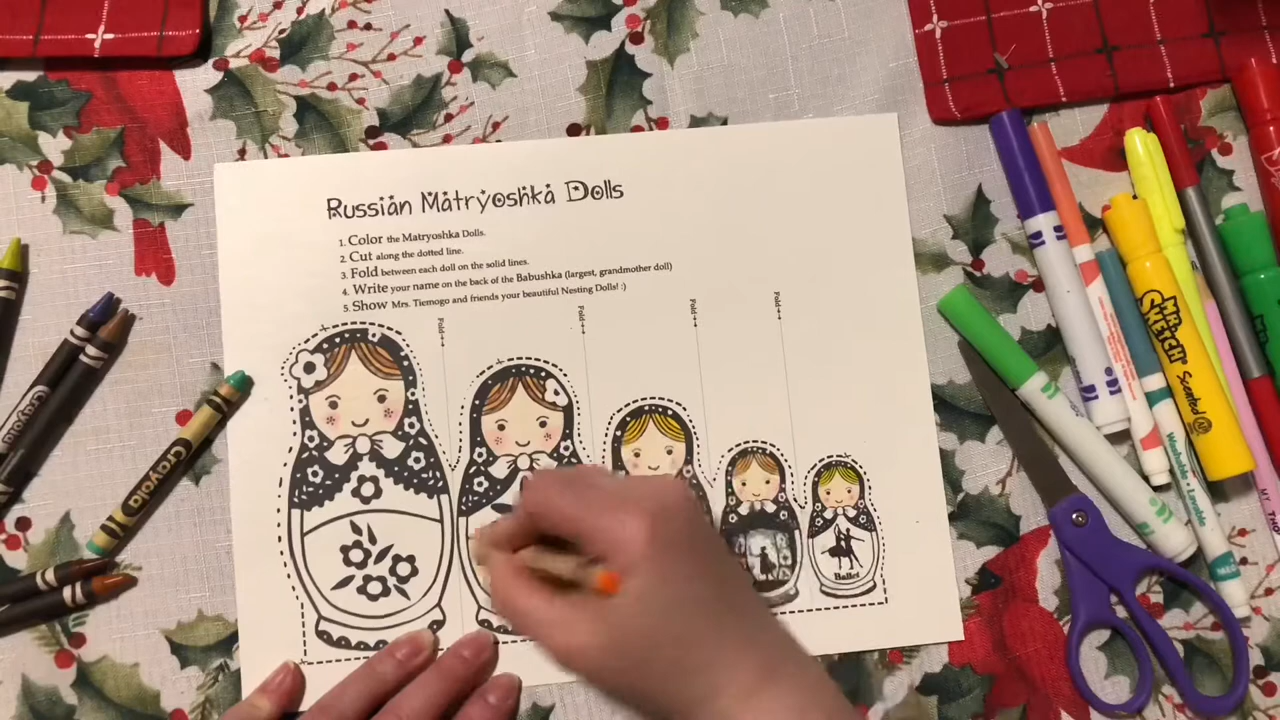 Russian Matryoshka Dolls
1. Color the Matryoshka Dolls.
2. Cut along the dotted line.
3. Fold between each doll on the solid lines.
4. Write your name on the back of the Babushka (largest, grandmother doll)
5. Show Mrs. Tiemogo and friends your beautiful Nesting Dolls! :)
Fold
Fold
Fold
Fold
Ballet
Crayola
Crayola
MR. SKETCH
Scented
AP
Washable